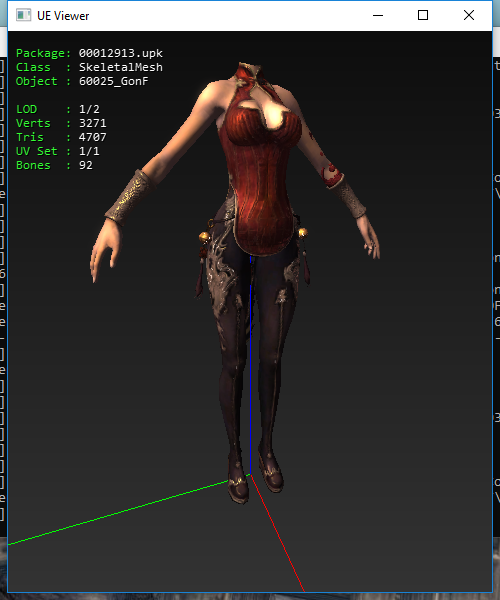 UE Viewer
Package: 00012913.upk
Class : SkeletalMesh
Object : 60025_GonF
LOD : 1/2
Verts : 3271
Tris : 4707
UV Set : 1/1
Bones : 92